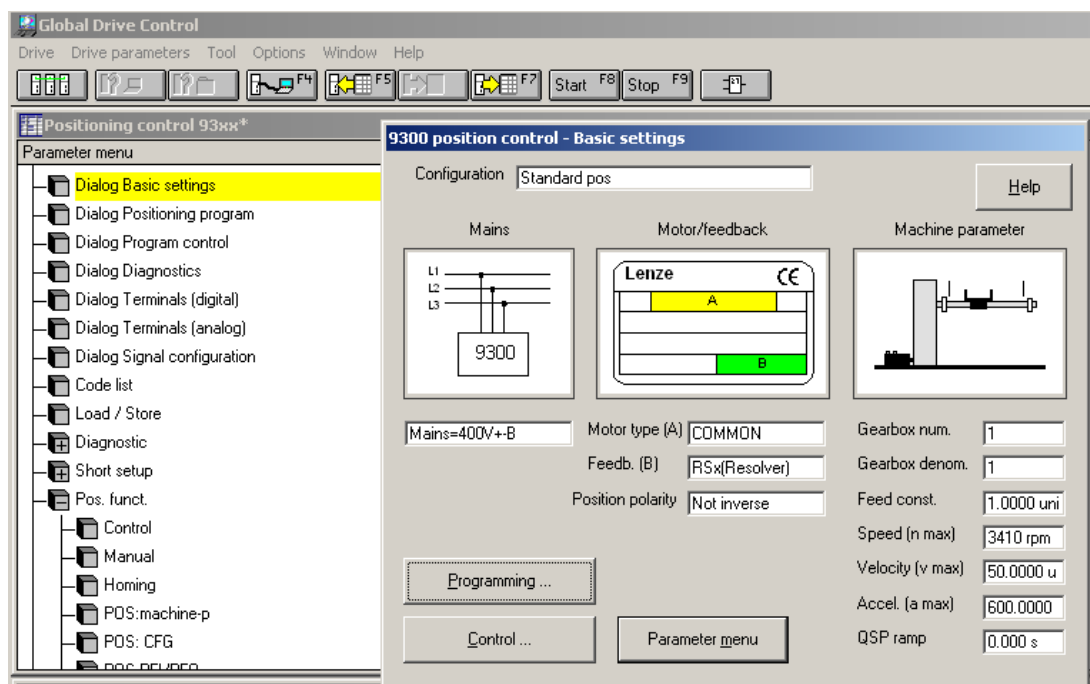 Global Drive Control
Drive Drive parameters Tool Options Window Help
F4 F5 F7 Start F8 Stop F9
Positioning control 93xx*
Parameter menu
Dialog Basic settings
Dialog Positioning program
Dialog Program control
Dialog Diagnostics
Dialog Terminals (digital)
Dialog Terminals (analog)
Dialog Signal configuration
Code list
Load / Store
Diagnostic
Short setup
Pos. funct.
Control
Manual
Homing
POS:machine-p
POS: CFG
9300 position control - Basic settings
Configuration Standard pos
Help
Mains Motor/feedback Machine parameter
L1
L2
L3
9300
Lenze CE
A
B
Mains=400V+-B
Motor type (A) COMMON
Feedb. (B) RSx(Resolver)
Position polarity Not inverse
Gearbox num. 1
Gearbox denom. 1
Feed const. 1.0000 uni
Speed (n max) 3410 rpm
Velocity (v max) 50.0000 u
Accel. (a max) 600.0000
QSP ramp 0.000 s
Programming ...
Control ...
Parameter menu